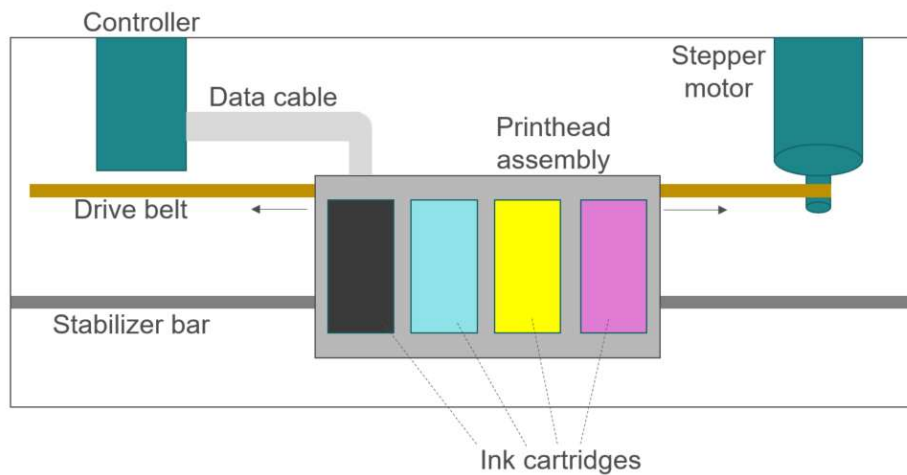 Controller
Stepper
motor
Data cable
Printhead
assembly
Drive belt
Stabilizer bar
Ink cartridges